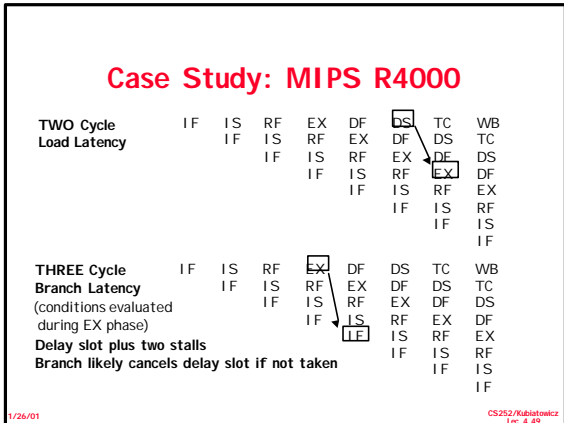 Case Study: MIPS R4000
TWO Cycle IF IS RF EX DF DS TC WB
Load Latency IF IS RF EX DF DS TC
IF IS RF EX DF DS
IF IS RF EX DF
IF IS RF EX
IF IS RF
IF IS
IF
THREE Cycle IF IS RF EX DF DS TC WB
Branch Latency IF IS RF EX DF DS TC
(conditions evaluated IF IS RF EX DF DS
during EX phase) IF IS RF EX DF
Delay slot plus two stalls IF IS RF EX
Branch likely cancels delay slot if not taken IF IS RF
IF IS
IF
1/26/01
CS252/Kubiatowicz
Lec 4.49